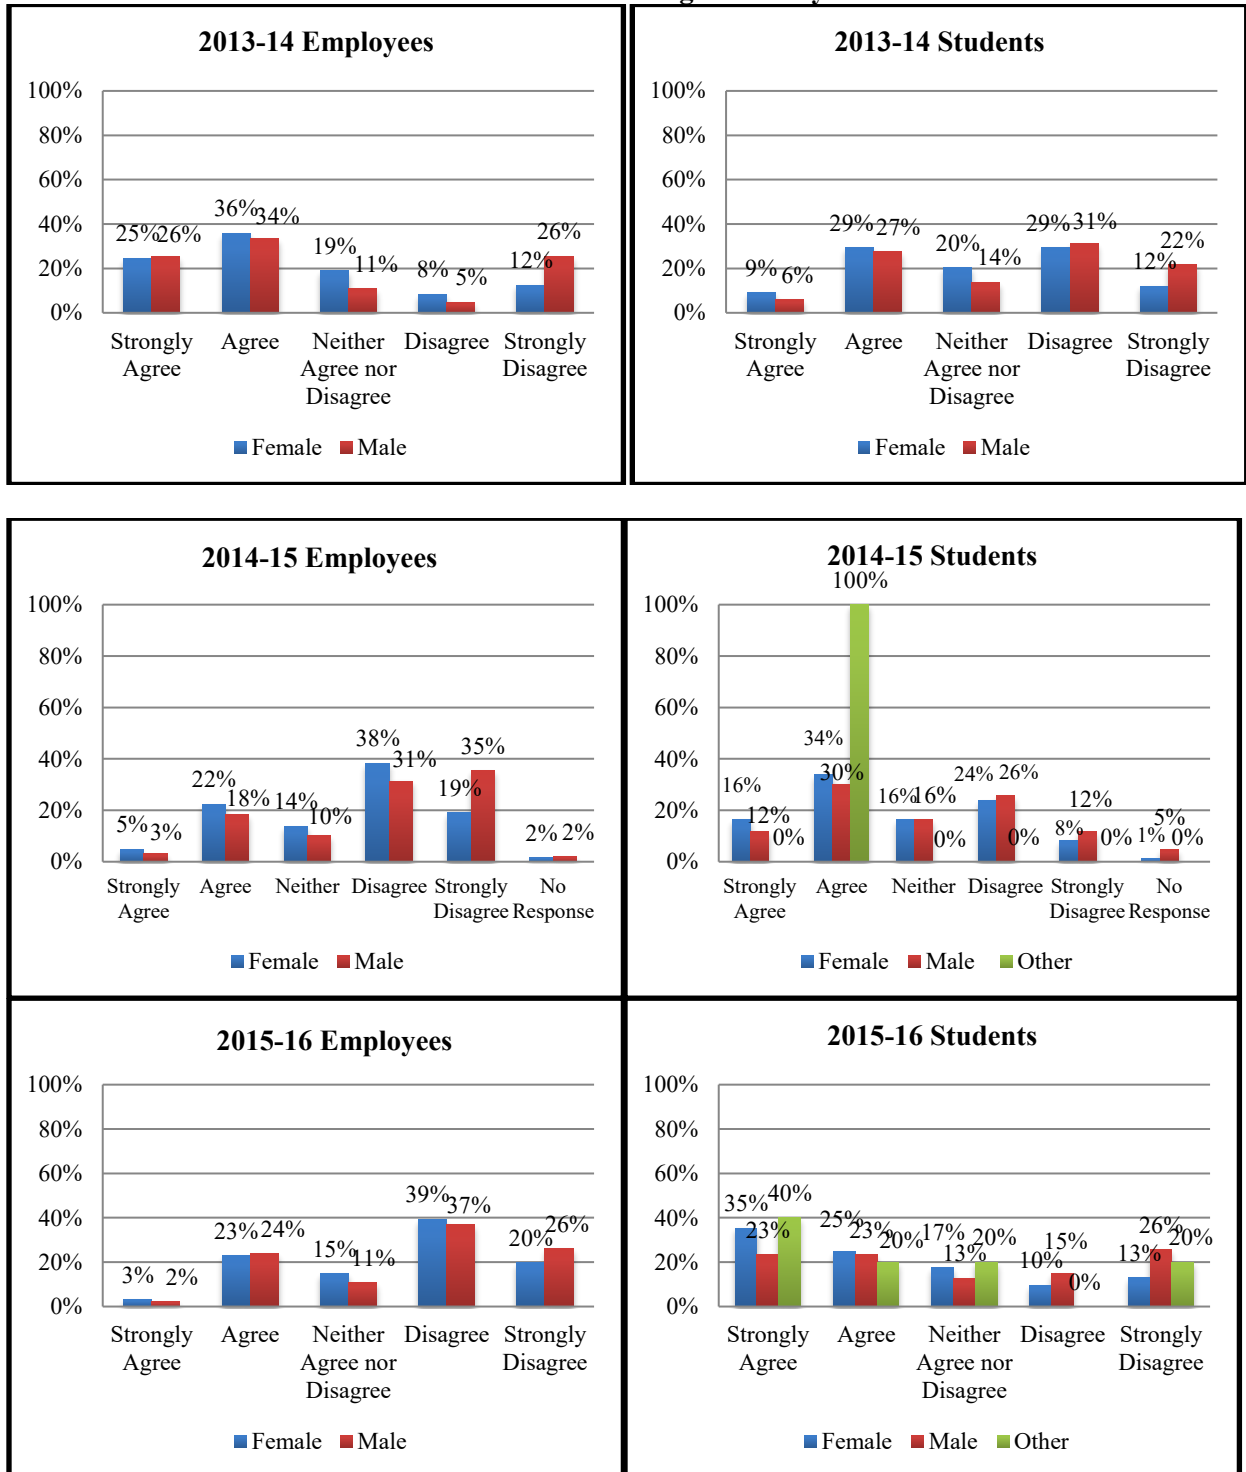 2013-14 Employees
100%
80%
60%
40%
20%
0%
25% 26% 36% 34% 19% 11% 8% 5% 12% 26%
Strongly Agree Neither Disagree Strongly
Agree Agree nor Disagree
Disagree
Female Male
2013-14 Students
100%
80%
60%
40%
20%
0%
9% 6% 29% 27% 20% 14% 29% 31% 12% 22%
Strongly Agree Neither Disagree Strongly
Agree Agree nor Disagree
Disagree
Female Male
2014-15 Employees
100%
80%
60%
40%
20%
0%
5% 3% 22% 18% 14% 10% 38% 31% 19% 35% 2% 2%
Strongly Agree Neither Disagree Strongly No
Agree Disagree Response
Female Male
2014-15 Students
100%
80%
60%
40%
20%
0%
16% 12% 0% 34% 30% 100% 16% 16% 0% 24% 26% 0% 8% 12% 0% 1% 5% 0%
Strongly Agree Neither Disagree Strongly No
Agree Disagree Response
Female Male Other
2015-16 Employees
100%
80%
60%
40%
20%
0%
3% 2% 23% 24% 15% 11% 39% 37% 20% 26%
Strongly Agree Neither Disagree Strongly
Agree Agree nor Disagree
Disagree
Female Male
2015-16 Students
100%
80%
60%
40%
20%
0%
35% 23% 40% 25% 23% 20% 17% 13% 20% 10% 15% 0% 13% 26% 20%
Strongly Agree Neither Disagree Strongly
Agree Agree nor Disagree
Disagree
Female Male Other